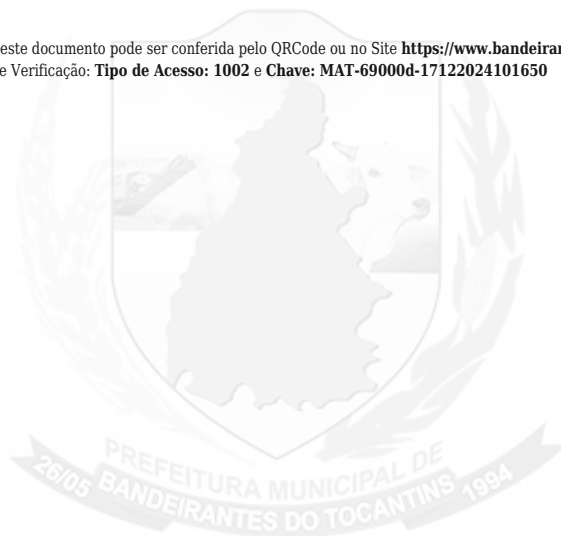 este documento pode ser conferida pelo QRCode ou no Site https://www.bandeiran
e Verificação: Tipo de Acesso: 1002 e Chave: MAT-69000d-17122024101650
PREFEITURA MUNICIPAL DE
26/05 BANDEIRANTES DO TOCANTINS 1994